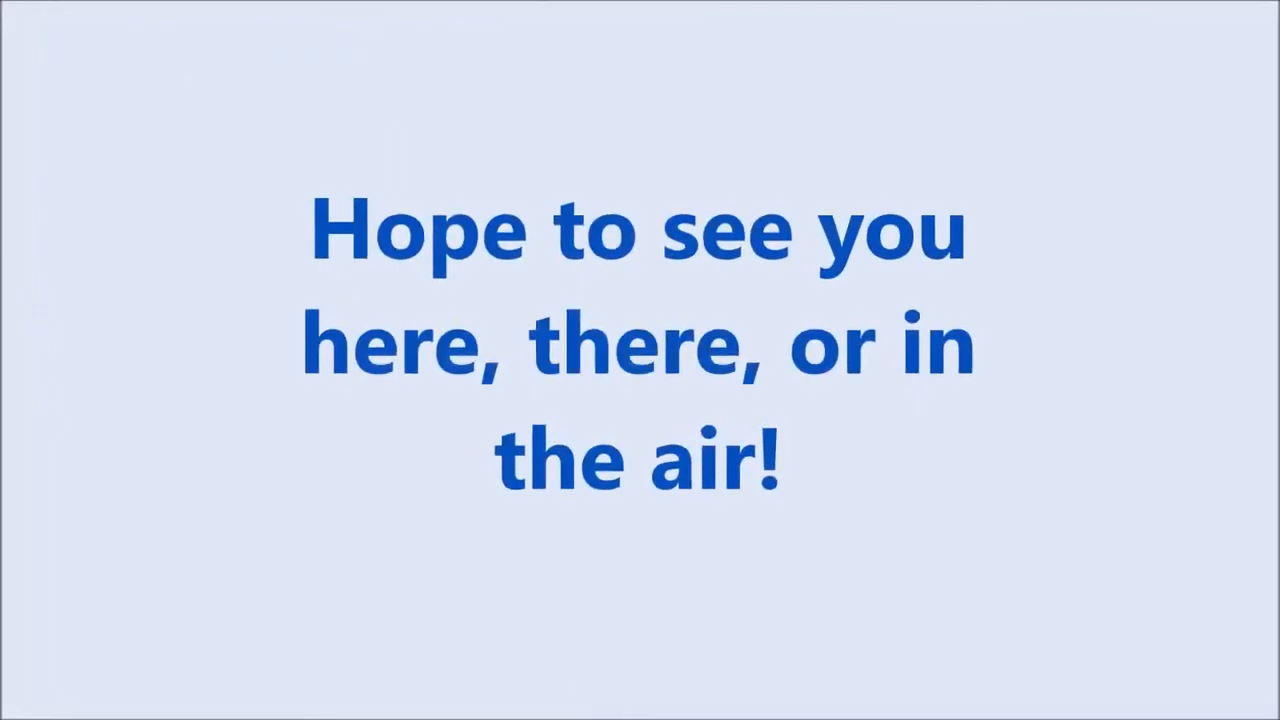 Hope to see you
here, there, or in
the air!